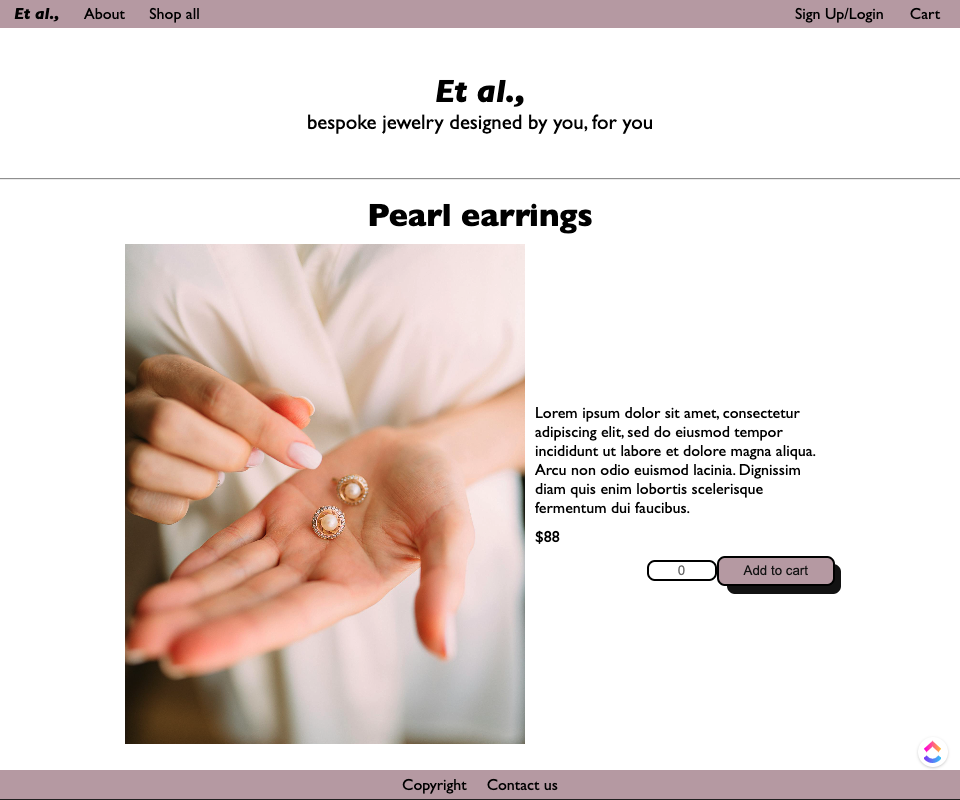 Et al.,
About
Shop all
Sign Up/Login
Cart
Et al.,
bespoke jewelry designed by you, for you
Pearl earrings
Lorem ipsum dolor sit amet, consectetur
adipiscing elit, sed do eiusmod tempor
incididunt ut labore et dolore magna aliqua.
Arcu non odio euismod lacinia. Dignissim
diam quis enim lobortis scelerisque
fermentum dui faucibus.
$88
0
Add to cart
Copyright
Contact us